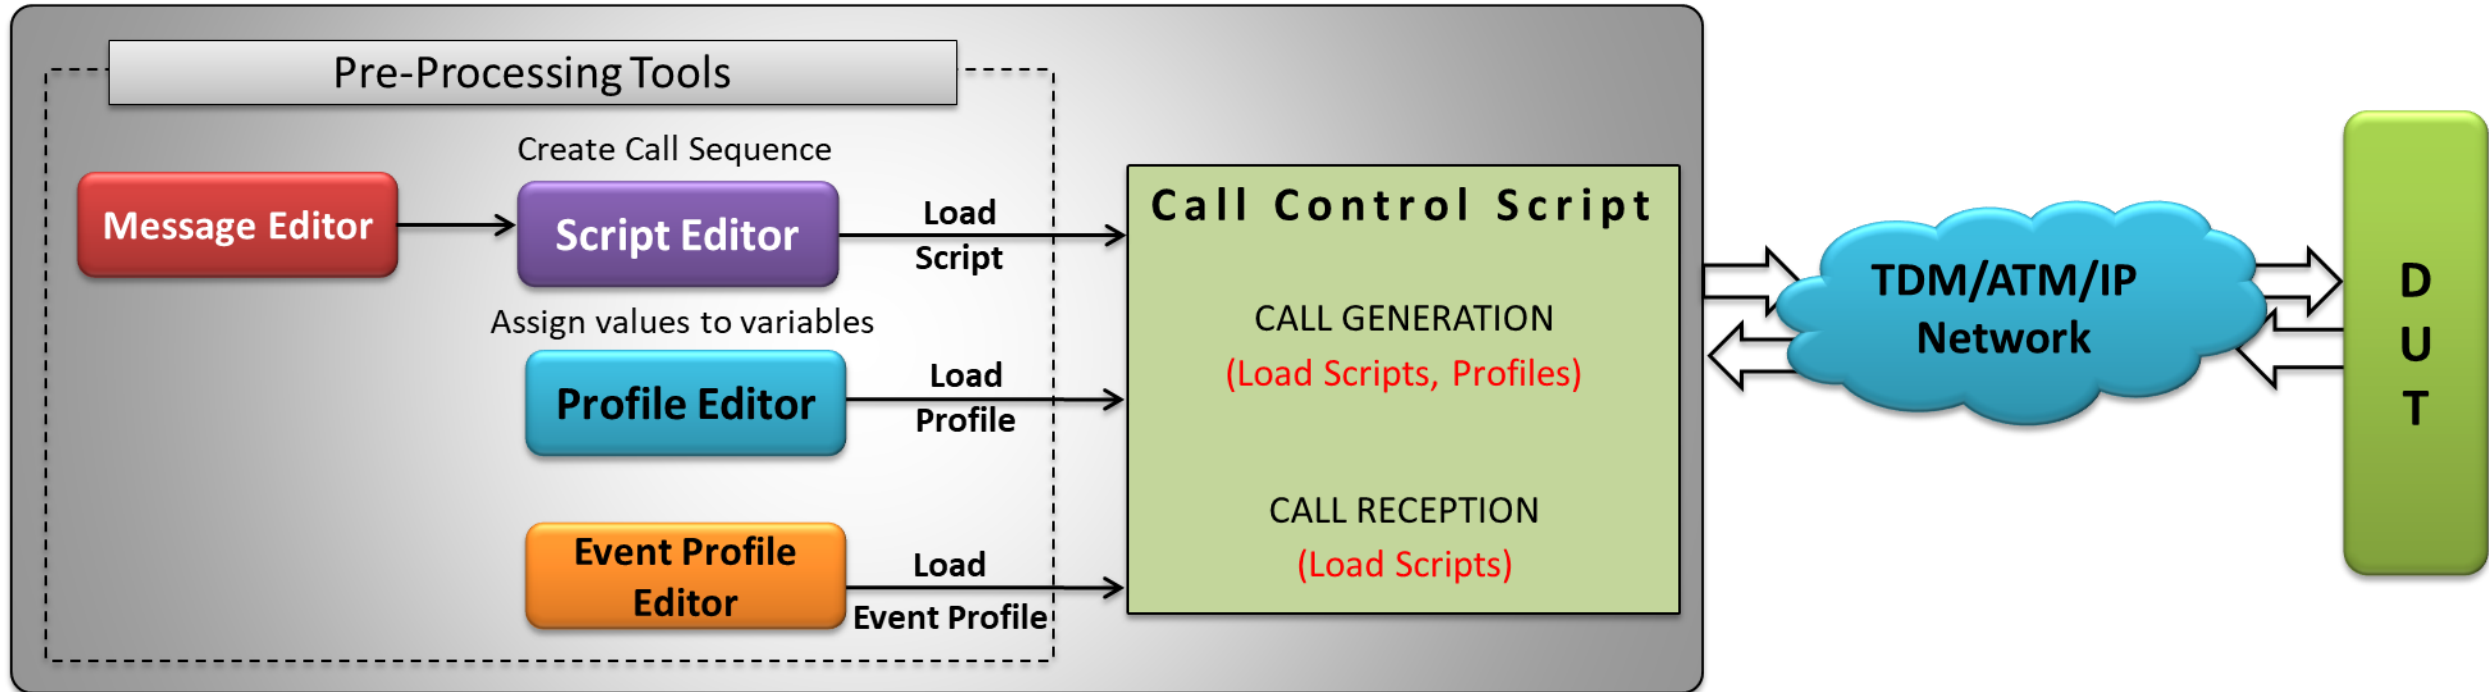 Pre-Processing Tools
Create Call Sequence
Message Editor
Script Editor
Load
Script
Assign values to variables
Profile Editor
Load
Profile
Event Profile
Editor
Load
Event Profile
Call Control Script
CALL GENERATION
(Load Scripts, Profiles)
CALL RECEPTION
(Load Scripts)
TDM/ATM/IP
Network
D
U
T